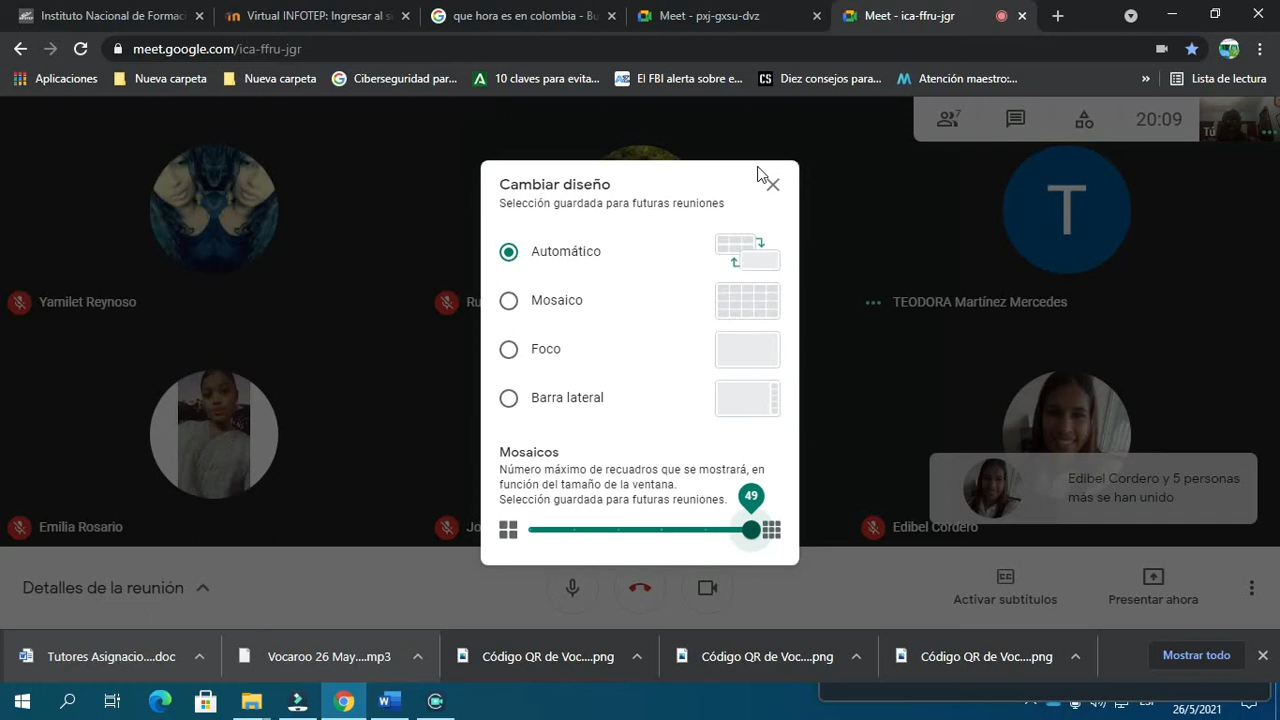 Instituto Nacional de Formac
Virtual INFOTEP: Ingresar al s
que hora es en colombia - Bu
Meet - pxj-gxsu-dvz
Meet - ica-ffru-jgr
meet.google.com/ica-ffru-jgr
Aplicaciones
Nueva carpeta
Nueva carpeta
Ciberseguridad par...
10 claves para evita...
El FBI alerta sobre e...
Diez consejos para...
Atención maestro:...
»
Lista de lectura
7
20:09
Tú
Cambiar diseño
Selección guardada para futuras reuniones
Automático
Mosaico
Foco
Barra lateral
Mosaicos
Número máximo de recuadros que se mostrará, en
función del tamaño de la ventana.
Selección guardada para futuras reuniones.
49
T
Yamilet Reynoso
Ru
TEODORA Martínez Mercedes
Edibel Cordero y 5 personas
más se han unido
Emilia Rosario
Jo
Edibel Cordero
Detalles de la reunión
Activar subtítulos
Presentar ahora
Tutores Asignacio....doc
Vocaroo 26 May....mp3
Código QR de Voc....png
Código QR de Voc....png
Código QR de Voc....png
Mostrar todo
26/5/2021